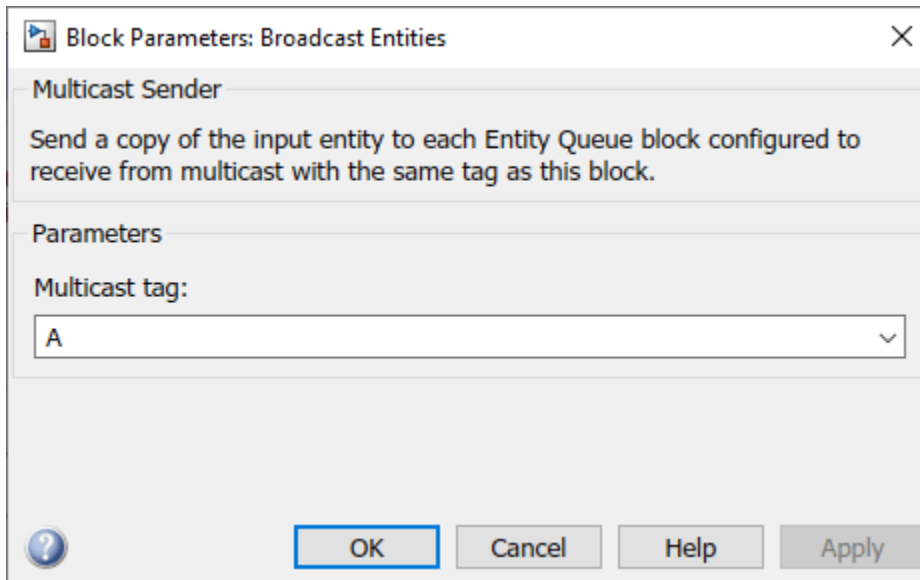 Block Parameters: Broadcast Entities
Multicast Sender
Send a copy of the input entity to each Entity Queue block configured to
receive from multicast with the same tag as this block.
Parameters
Multicast tag:
A
?
OK Cancel Help Apply